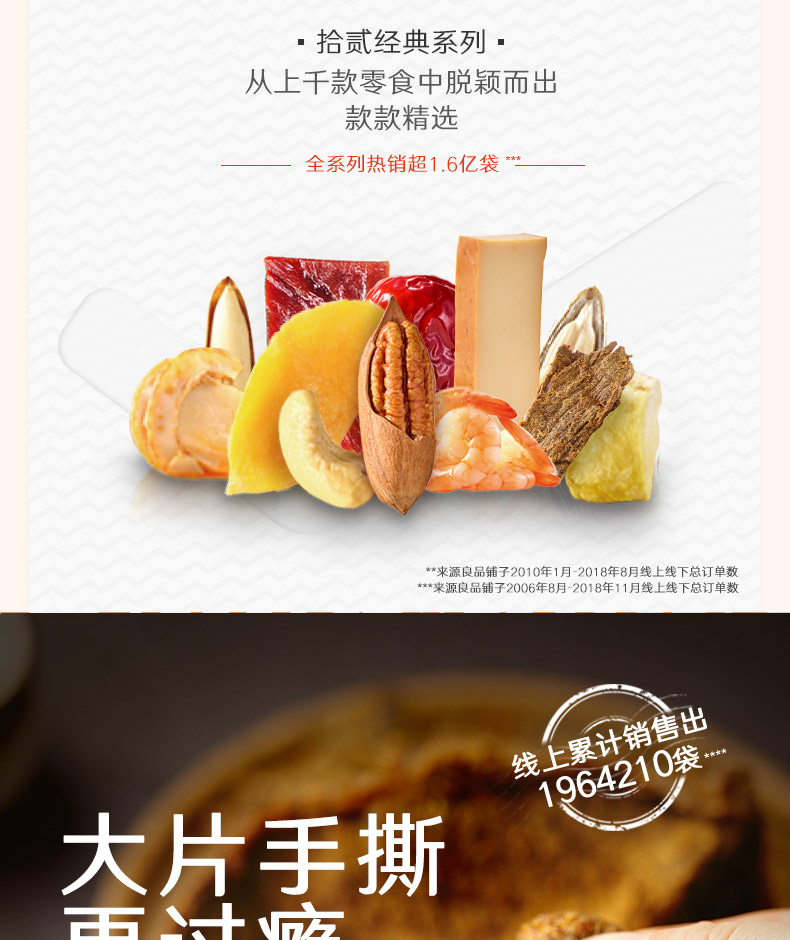 ▪ 拾贰经典系列 ▪
从上千款零食中脱颖而出
款款精选
全系列热销超1.6亿袋 ***
**来源良品铺子2010年1月-2018年8月线上线下总订单数
***来源良品铺子2006年8月-2018年11月线上线下总订单数
线上累计销售出
1964210袋****
大片手撕
更过瘾